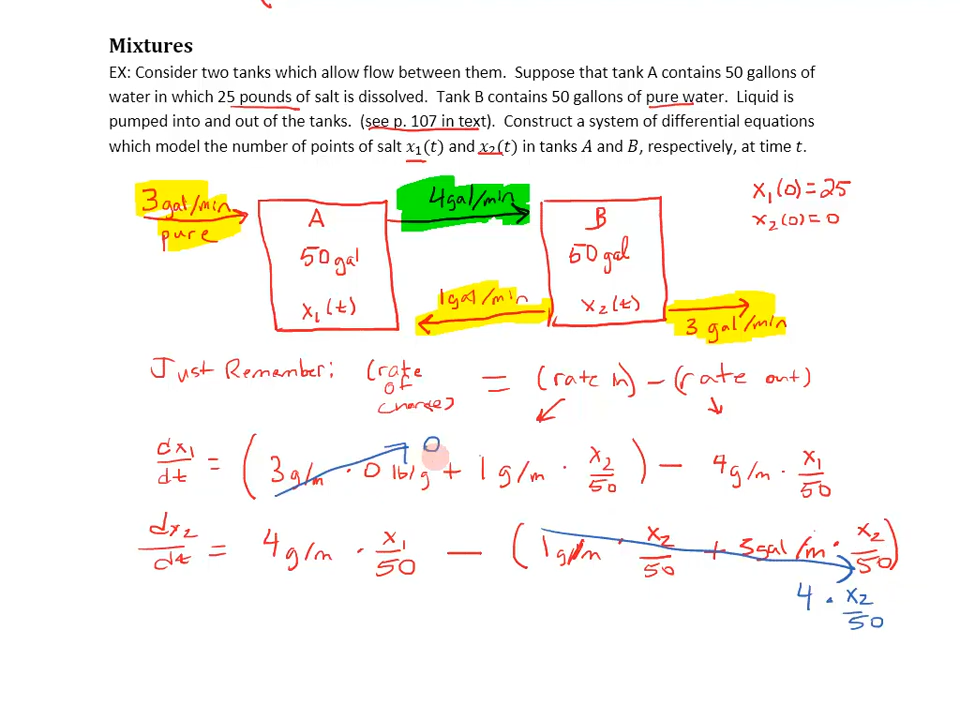 Mixtures
EX: Consider two tanks which allow flow between them. Suppose that tank A contains 50 gallons of
water in which 25 pounds of salt is dissolved. Tank B contains 50 gallons of pure water. Liquid is
pumped into and out of the tanks. (see p. 107 in text). Construct a system of differential equations
which model the number of points of salt x₁(t) and x₂(t) in tanks A and B, respectively, at time t.
3 gal/min
pure
A
50 gal
x₁(t)
4 gal/min
1 gal/min
B
50 gal
x₂(t)
3 gal/min
x₁(0)=25
x₂(0)=0
Just Remember: (rate of change) = (rate in) - (rate out)
dx₁/dt = (3 g/m · 0 lb/g + 1 g/m · x₂/50) - 4 g/m · x₁/50
0
dx₂/dt = 4 g/m · x₁/50 - (1 g/m · x₂/50 + 3 gal/m · x₂/50)
4 · x₂/50